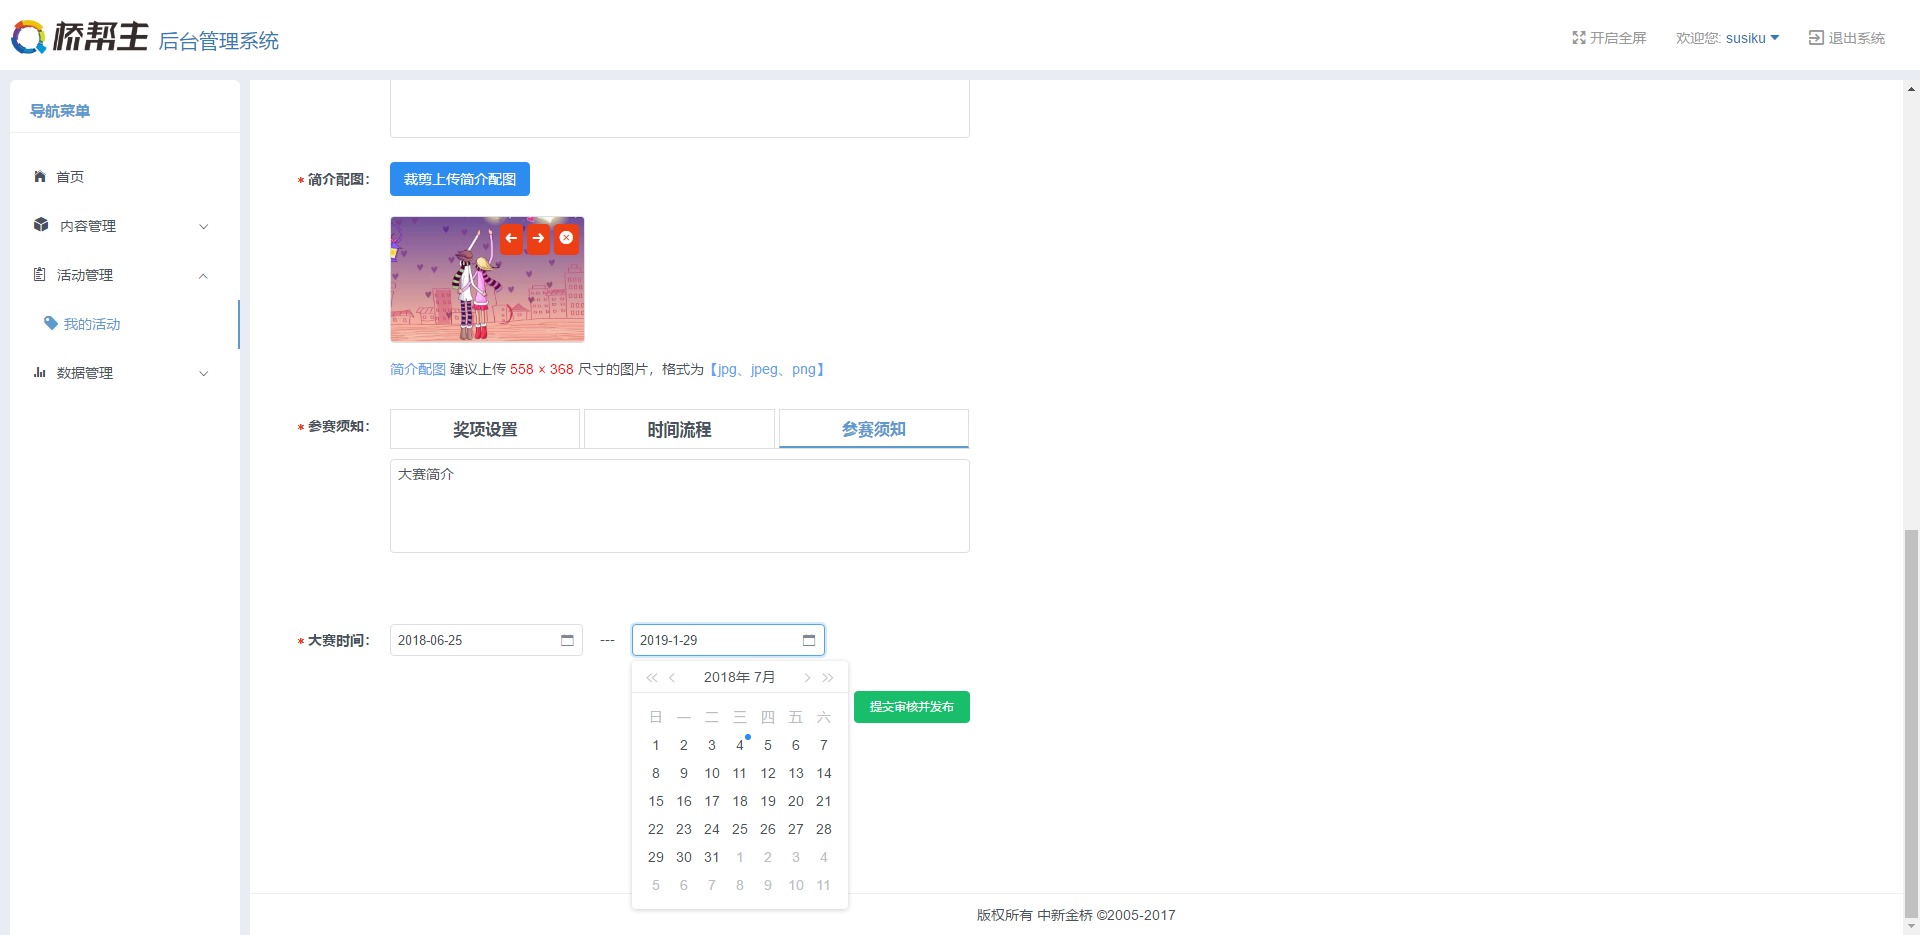 桥帮主 后台管理系统
开启全屏 欢迎您: susiku 退出系统
导航菜单
首页
内容管理
活动管理
我的活动
数据管理
* 简介配图: 裁剪上传简介配图
简介配图 建议上传 558 × 368 尺寸的图片，格式为【jpg、jpeg、png】
* 参赛须知: 奖项设置 时间流程 参赛须知
大赛简介
* 大赛时间: 2018-06-25 --- 2019-1-29
2018年 7月
提交审核并发布
日 一 二 三 四 五 六
1 2 3 4 5 6 7
8 9 10 11 12 13 14
15 16 17 18 19 20 21
22 23 24 25 26 27 28
29 30 31 1 2 3 4
5 6 7 8 9 10 11
版权所有 中新金桥 ©2005-2017